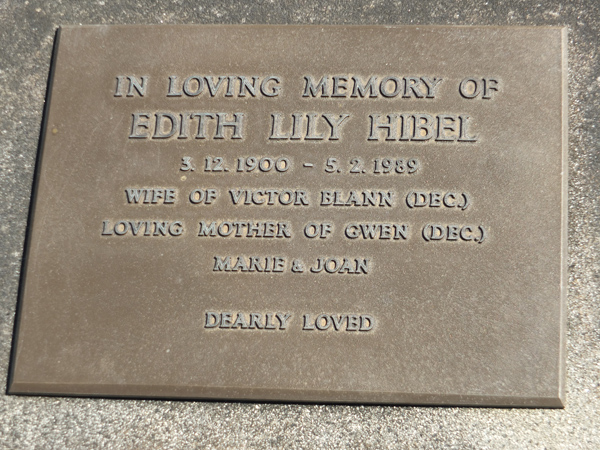 IN LOVING MEMORY OF
EDITH LILY HIBEL
3. 12. 1900 - 5. 2. 1989
WIFE OF VICTOR BLANN (DEC.)
LOVING MOTHER OF GWEN (DEC.)
MARIE & JOAN
DEARLY LOVED